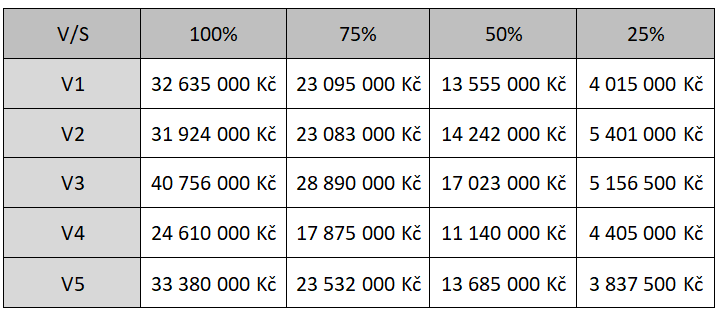 V/S 100% 75% 50% 25%
V1 32 635 000 Kč 23 095 000 Kč 13 555 000 Kč 4 015 000 Kč
V2 31 924 000 Kč 23 083 000 Kč 14 242 000 Kč 5 401 000 Kč
V3 40 756 000 Kč 28 890 000 Kč 17 023 000 Kč 5 156 500 Kč
V4 24 610 000 Kč 17 875 000 Kč 11 140 000 Kč 4 405 000 Kč
V5 33 380 000 Kč 23 532 000 Kč 13 685 000 Kč 3 837 500 Kč